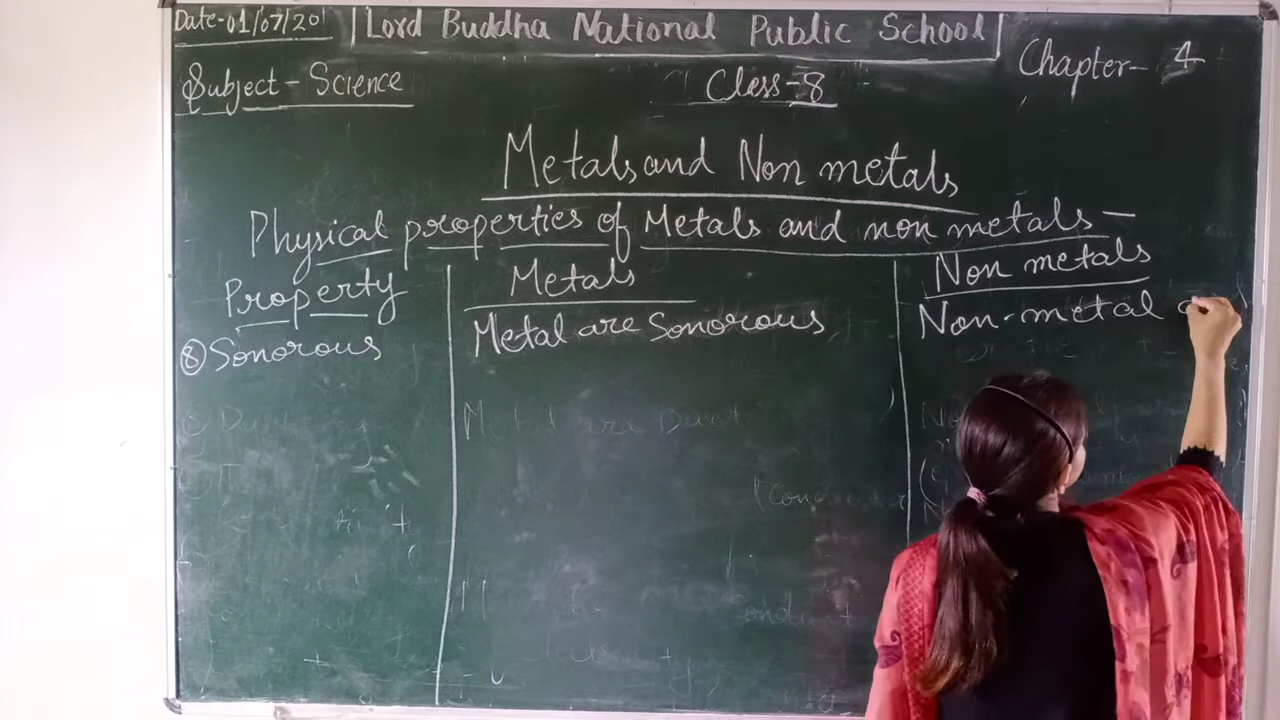 Date-01/07/20
Lord Buddha National Public School
Chapter- 4
Subject - Science
Class-8
Metals and Non metals
Physical properties of Metals and non metals -
Property
Metals
Non metals
⑧ Sonorous
Metal are Sonorous
Non-metal